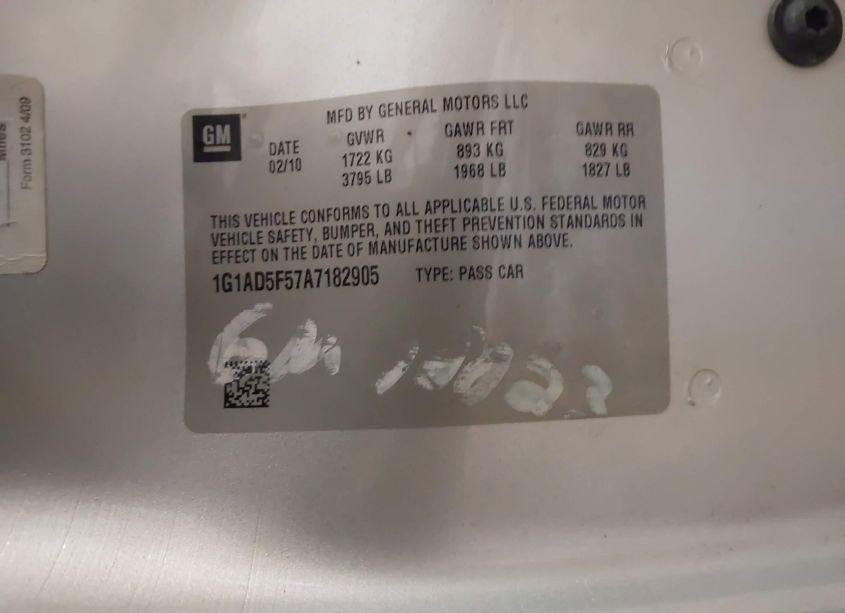 Miles
Form 3102 4/09
GM
MFD BY GENERAL MOTORS LLC
DATE GVWR GAWR FRT GAWR RR
02/10 1722 KG 893 KG 829 KG
3795 LB 1968 LB 1827 LB
THIS VEHICLE CONFORMS TO ALL APPLICABLE U.S. FEDERAL MOTOR
VEHICLE SAFETY, BUMPER, AND THEFT PREVENTION STANDARDS IN
EFFECT ON THE DATE OF MANUFACTURE SHOWN ABOVE.
1G1AD5F57A7182905 TYPE: PASS CAR